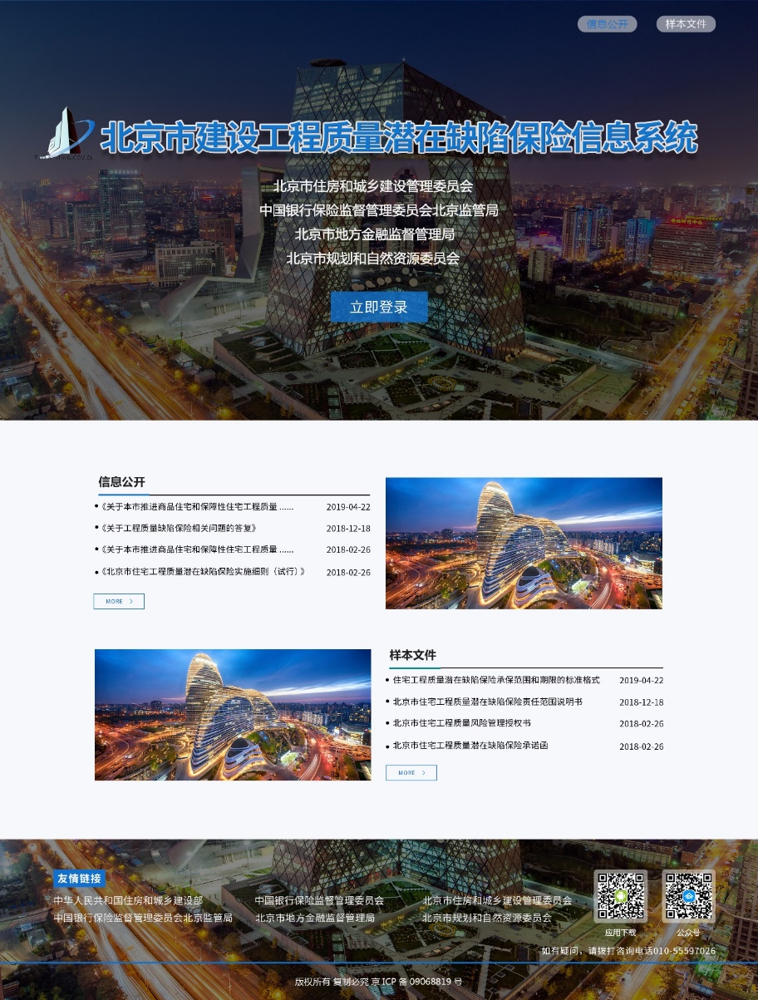 信息公开 样本文件
北京市建设工程质量潜在缺陷保险信息系统
北京市住房和城乡建设管理委员会
中国银行保险监督管理委员会北京监管局
北京市地方金融监督管理局
北京市规划和自然资源委员会
立即登录
信息公开
《关于本市推进商品住宅和保障性住宅工程质量 ...... 2019-04-22
《关于工程质量缺陷保险相关问题的答复》 2018-12-18
《关于本市推进商品住宅和保障性住宅工程质量 ...... 2018-02-26
《北京市住宅工程质量潜在缺陷保险实施细则（试行）》 2018-02-26
MORE >
样本文件
住宅工程质量潜在缺陷保险承保范围和期限的标准格式 2019-04-22
北京市住宅工程质量潜在缺陷保险责任范围说明书 2018-12-18
北京市住宅工程质量风险管理授权书 2018-02-26
北京市住宅工程质量潜在缺陷保险承诺函 2018-02-26
MORE >
友情链接
中华人民共和国住房和城乡建设部 中国银行保险监督管理委员会 北京市住房和城乡建设管理委员会
中国银行保险监督管理委员会北京监管局 北京市地方金融监督管理局 北京市规划和自然资源委员会
应用下载 公众号
如有疑问，请拨打咨询电话010-55597026
版权所有 复制必究 京 ICP 备 09068819 号